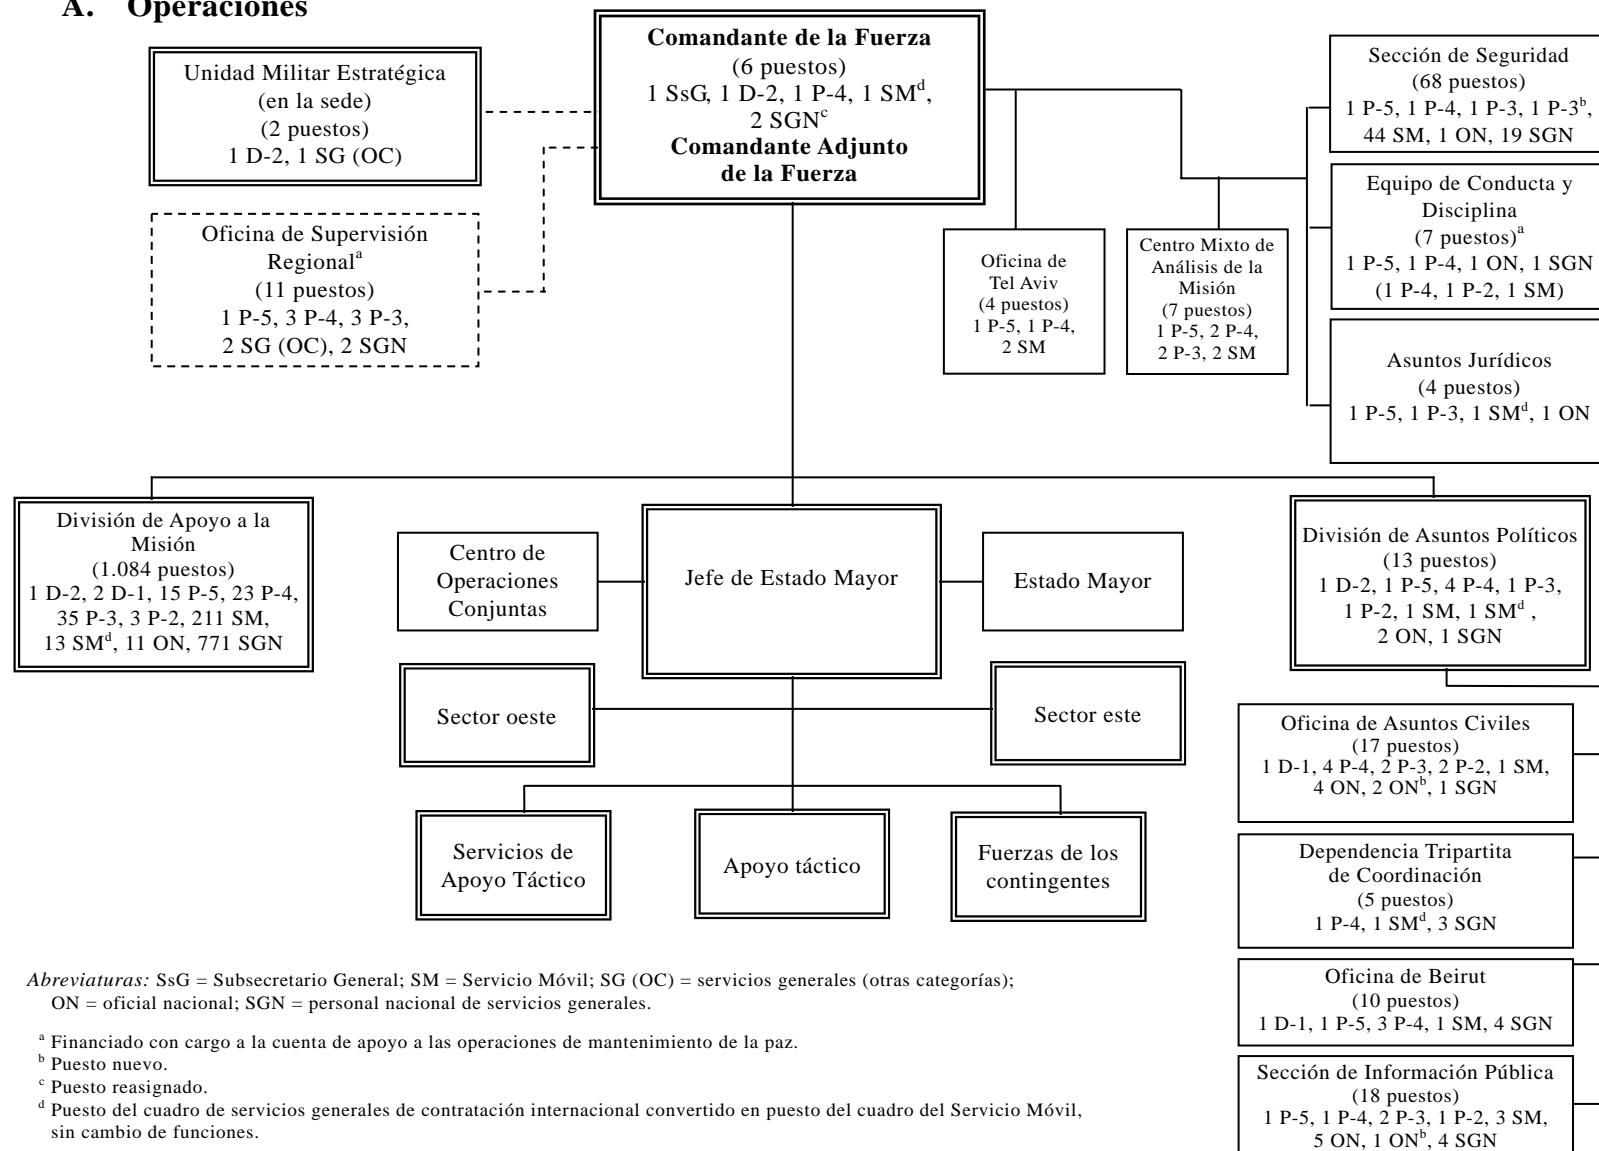 A. Operaciones
Comandante de la Fuerza
(6 puestos)
1 SsG, 1 D-2, 1 P-4, 1 SMᵈ,
2 SGNᶜ
Comandante Adjunto
de la Fuerza
Unidad Militar Estratégica
(en la sede)
(2 puestos)
1 D-2, 1 SG (OC)
Oficina de Supervisión
Regionalᵃ
(11 puestos)
1 P-5, 3 P-4, 3 P-3,
2 SG (OC), 2 SGN
Oficina de
Tel Aviv
(4 puestos)
1 P-5, 1 P-4,
2 SM
Centro Mixto de
Análisis de la
Misión
(7 puestos)
1 P-5, 2 P-4,
2 P-3, 2 SM
Sección de Seguridad
(68 puestos)
1 P-5, 1 P-4, 1 P-3, 1 P-3ᵇ,
44 SM, 1 ON, 19 SGN
Equipo de Conducta y
Disciplina
(7 puestos)ᵃ
1 P-5, 1 P-4, 1 ON, 1 SGN
(1 P-4, 1 P-2, 1 SM)
Asuntos Jurídicos
(4 puestos)
1 P-5, 1 P-3, 1 SMᵈ, 1 ON
División de Apoyo a la
Misión
(1.084 puestos)
1 D-2, 2 D-1, 15 P-5, 23 P-4,
35 P-3, 3 P-2, 211 SM,
13 SMᵈ, 11 ON, 771 SGN
Centro de
Operaciones
Conjuntas
Jefe de Estado Mayor
Estado Mayor
División de Asuntos Políticos
(13 puestos)
1 D-2, 1 P-5, 4 P-4, 1 P-3,
1 P-2, 1 SM, 1 SMᵈ ,
2 ON, 1 SGN
Sector oeste
Sector este
Servicios de
Apoyo Táctico
Apoyo táctico
Fuerzas de los
contingentes
Oficina de Asuntos Civiles
(17 puestos)
1 D-1, 4 P-4, 2 P-3, 2 P-2, 1 SM,
4 ON, 2 ONᵇ, 1 SGN
Dependencia Tripartita
de Coordinación
(5 puestos)
1 P-4, 1 SMᵈ, 3 SGN
Oficina de Beirut
(10 puestos)
1 D-1, 1 P-5, 3 P-4, 1 SM, 4 SGN
Sección de Información Pública
(18 puestos)
1 P-5, 1 P-4, 2 P-3, 1 P-2, 3 SM,
5 ON, 1 ONᵇ, 4 SGN
Abreviaturas: SsG = Subsecretario General; SM = Servicio Móvil; SG (OC) = servicios generales (otras categorías);
ON = oficial nacional; SGN = personal nacional de servicios generales.
ᵃ Financiado con cargo a la cuenta de apoyo a las operaciones de mantenimiento de la paz.
ᵇ Puesto nuevo.
ᶜ Puesto reasignado.
ᵈ Puesto del cuadro de servicios generales de contratación internacional convertido en puesto del cuadro del Servicio Móvil,
sin cambio de funciones.